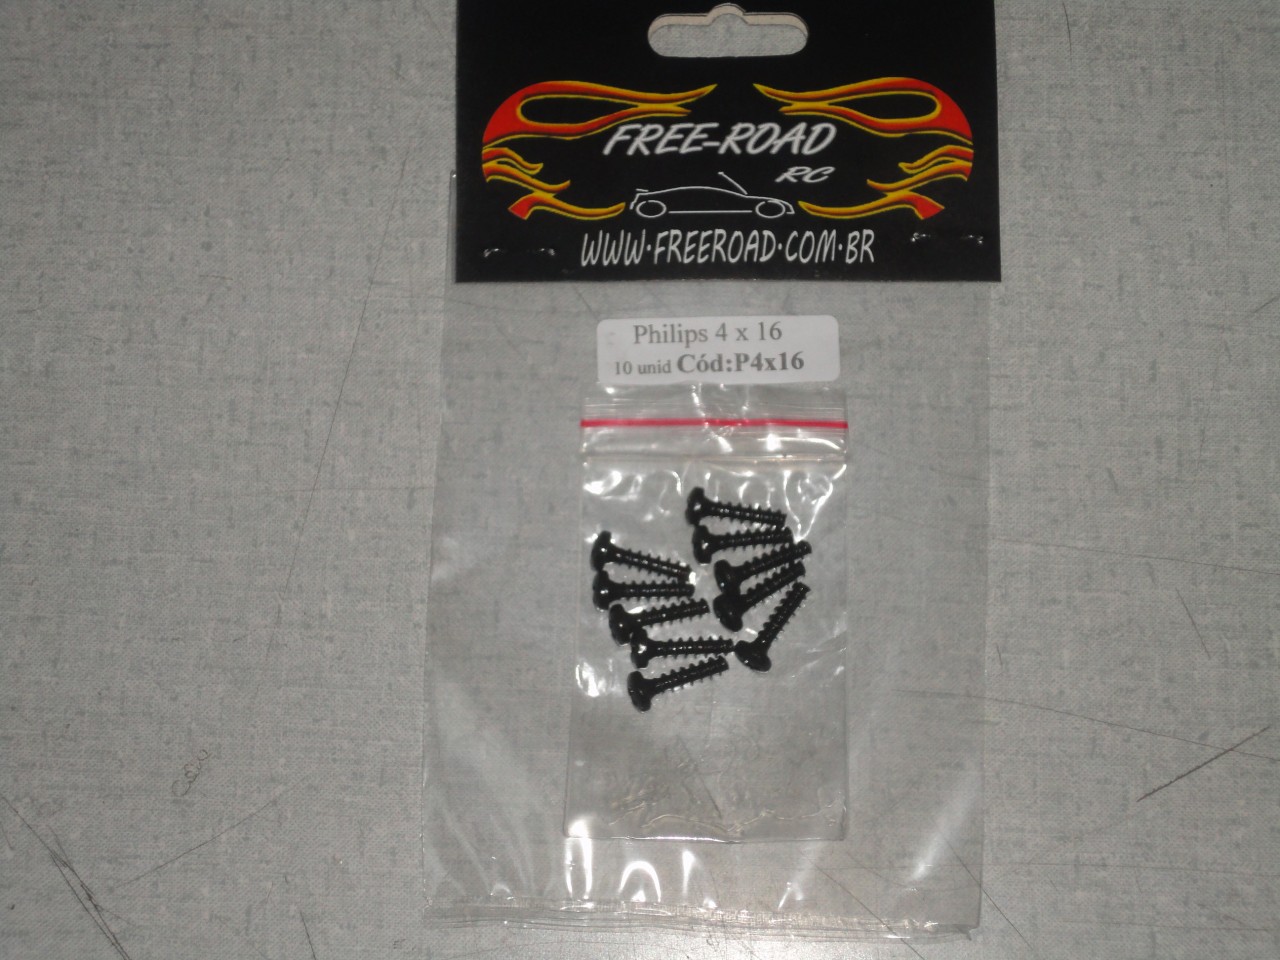 FREE-ROAD
RC
WWW.FREEROAD.COM.BR
Philips 4 x 16
10 unid Cód:P4x16